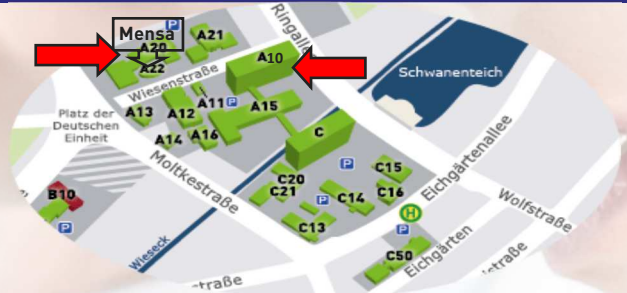 Mensa
P
A20
A22
A21
Ringallee
A10
Wiesenstraße
Schwanenteich
A11
P
A15
A13
A12
A14
A16
Platz der
Deutschen
Einheit
Moltkestraße
C
P
C15
C16
C20
C21
C14
P
C13
Eichgärtenallee
Wolfstraße
H
P
C50
Eichgärten
B10
P
Wieseck
straße
straße